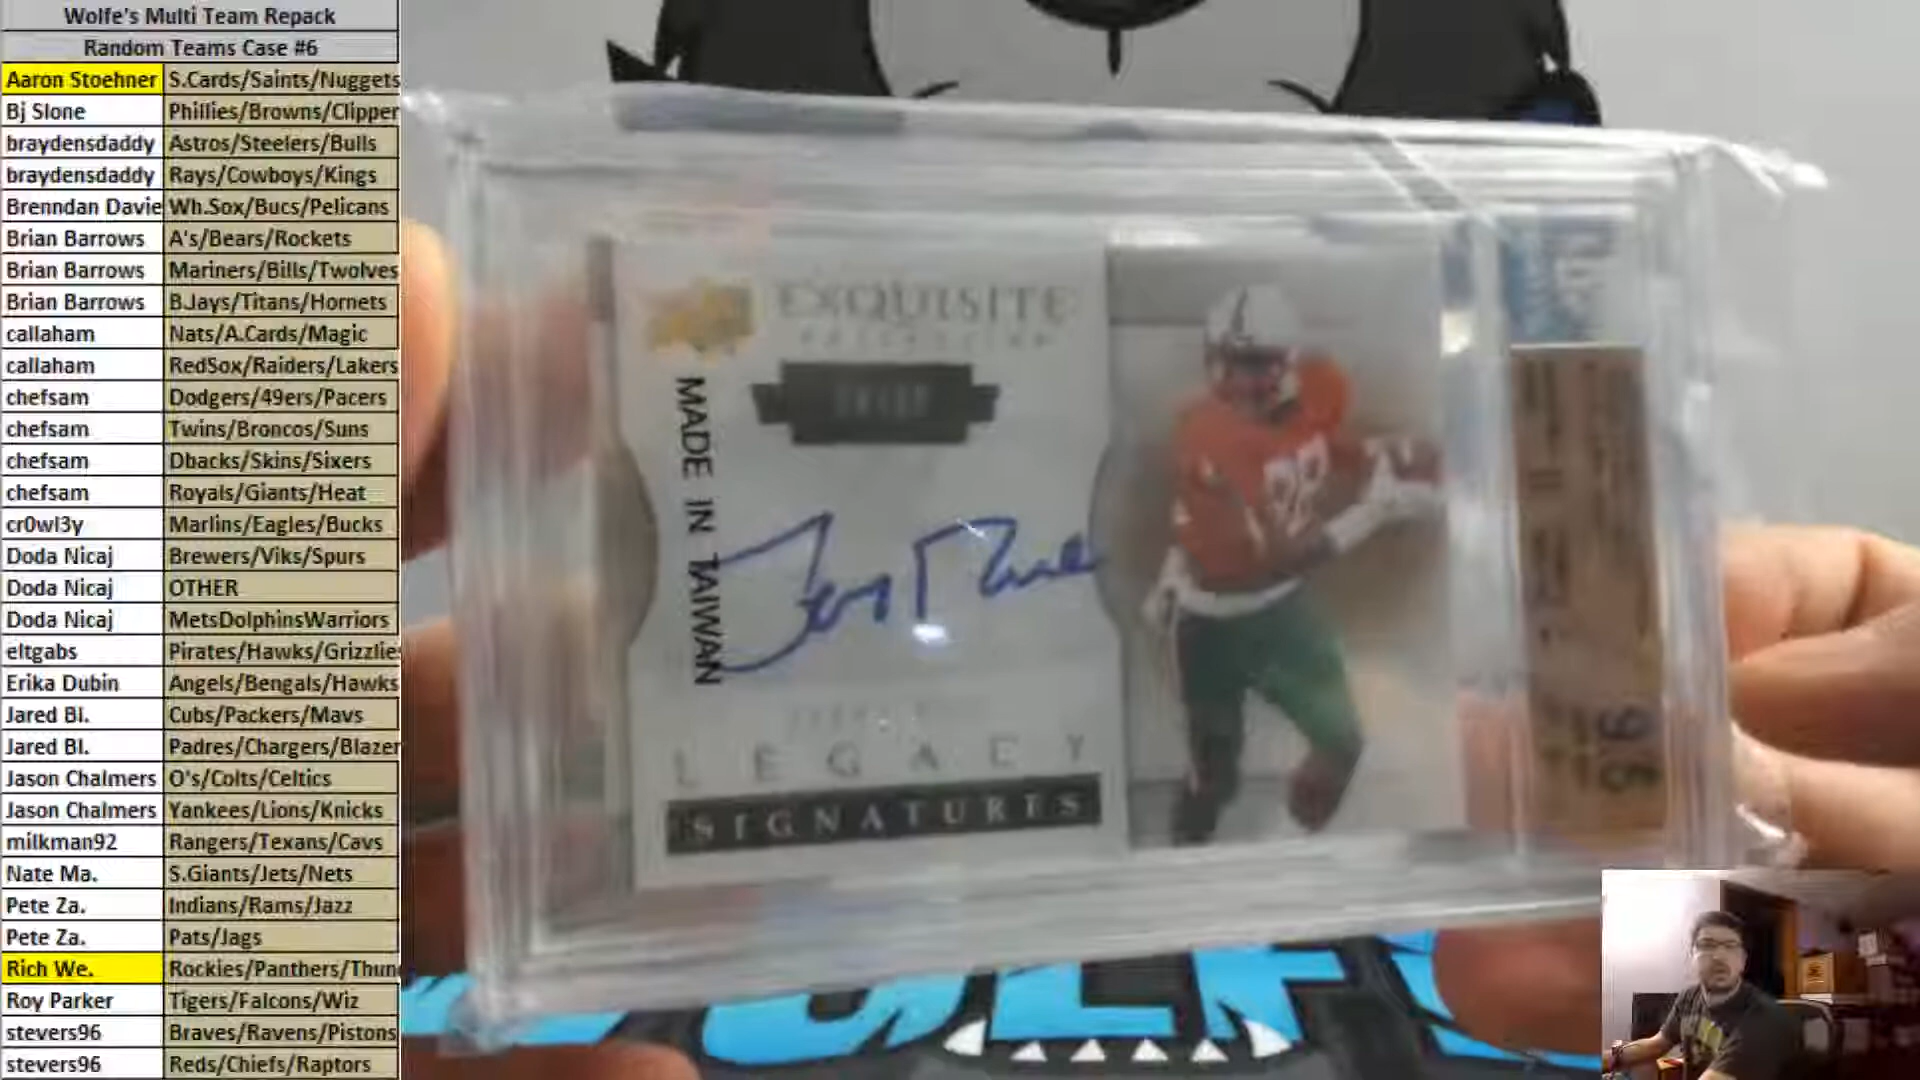 Wolfe's Multi Team Repack
Random Teams Case #6
Aaron Stoehner S.Cards/Saints/Nuggets
Bj Slone Phillies/Browns/Clipper
braydensdaddy Astros/Steelers/Bulls
braydensdaddy Rays/Cowboys/Kings
Brenndan Davie Wh.Sox/Bucs/Pelicans
Brian Barrows A's/Bears/Rockets
Brian Barrows Mariners/Bills/Twolves
Brian Barrows B.Jays/Titans/Hornets
callaham Nats/A.Cards/Magic
callaham RedSox/Raiders/Lakers
chefsam Dodgers/49ers/Pacers
chefsam Twins/Broncos/Suns
chefsam Dbacks/Skins/Sixers
chefsam Royals/Giants/Heat
cr0wl3y Marlins/Eagles/Bucks
Doda Nicaj Brewers/Viks/Spurs
Doda Nicaj OTHER
Doda Nicaj MetsDolphinsWarriors
eltgabs Pirates/Hawks/Grizzlie
Erika Dubin Angels/Bengals/Hawks
Jared Bl. Cubs/Packers/Mavs
Jared Bl. Padres/Chargers/Blazer
Jason Chalmers O's/Colts/Celtics
Jason Chalmers Yankees/Lions/Knicks
milkman92 Rangers/Texans/Cavs
Nate Ma. S.Giants/Jets/Nets
Pete Za. Indians/Rams/Jazz
Pete Za. Pats/Jags
Rich We. Rockies/Panthers/Thun
Roy Parker Tigers/Falcons/Wiz
stevers96 Braves/Ravens/Pistons
stevers96 Reds/Chiefs/Raptors
EXQUISITE
COLLECTION
MADE IN TAIWAN
LEGACY
SIGNATURES
88
9.5